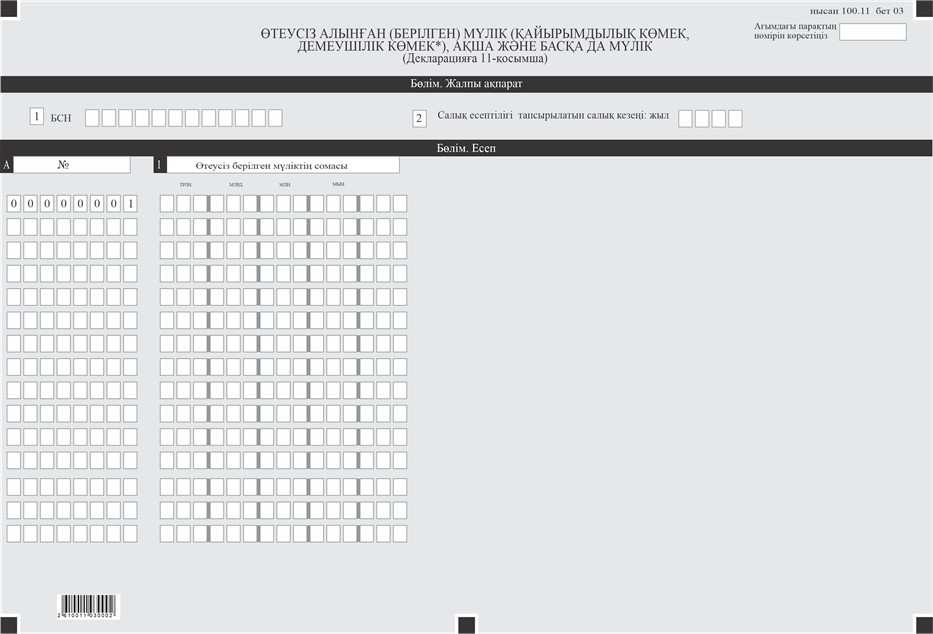 нысан 100.11 бет 03
ӨТЕУСІЗ АЛЫНҒАН (БЕРІЛГЕН) МҮЛІК (ҚАЙЫРЫМДЫЛЫҚ КӨМЕК,
ДЕМЕУШІЛІК КӨМЕК*), АҚША ЖӘНЕ БАСҚА ДА МҮЛІК
(Декларацияға 11-қосымша)
Ағымдағы парақтың
нөмірін көрсетіңіз
Бөлім. Жалпы ақпарат
1 БСН
2 Салық есептілігі тапсырылатын салық кезеңі: жыл
Бөлім. Есеп
A №
I Өтеусіз берілген мүліктің сомасы
трлн млрд млн мың
0 0 0 0 0 0 0 1
2610011030002